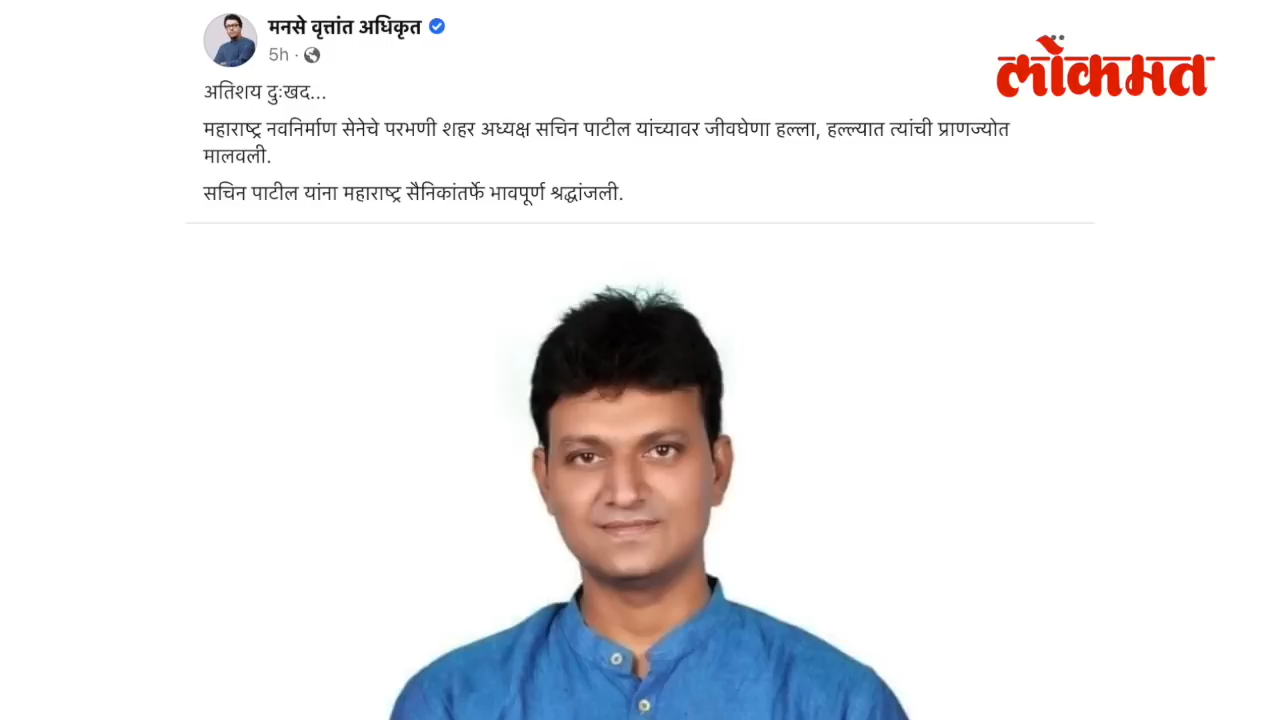 मनसे वृत्तांत अधिकृत
5h ·
लोकमत
अतिशय दुःखद...
महाराष्ट्र नवनिर्माण सेनेचे परभणी शहर अध्यक्ष सचिन पाटील यांच्यावर जीवघेणा हल्ला, हल्ल्यात त्यांची प्राणज्योत
मालवली.
सचिन पाटील यांना महाराष्ट्र सैनिकांतर्फे भावपूर्ण श्रद्धांजली.